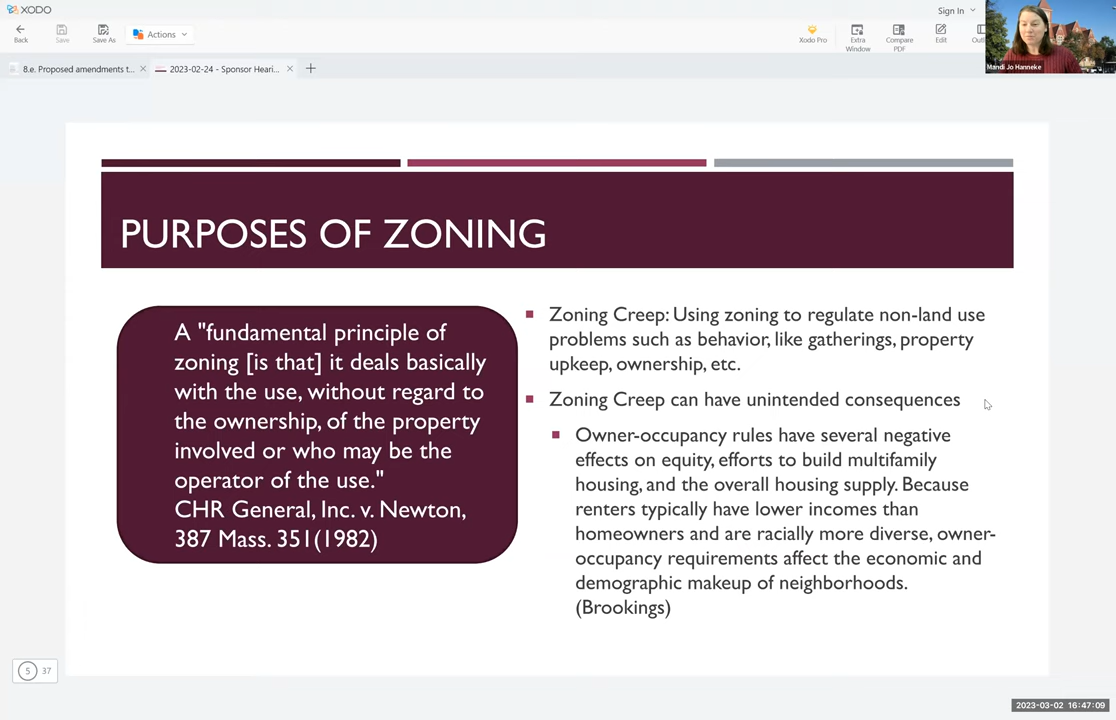 XODO
Sign In
Back
Save
Save As
Actions
Xodo Pro
Extra
Window
Compare
PDF
Edit
Mandi Jo Hanneke
8.e. Proposed amendments t...
2023-02-24 - Sponsor Heari...
PURPOSES OF ZONING
A "fundamental principle of
zoning [is that] it deals basically
with the use, without regard to
the ownership, of the property
involved or who may be the
operator of the use."
CHR General, Inc. v. Newton,
387 Mass. 351(1982)
Zoning Creep: Using zoning to regulate non-land use
problems such as behavior, like gatherings, property
upkeep, ownership, etc.
Zoning Creep can have unintended consequences
Owner-occupancy rules have several negative
effects on equity, efforts to build multifamily
housing, and the overall housing supply. Because
renters typically have lower incomes than
homeowners and are racially more diverse, owner-
occupancy requirements affect the economic and
demographic makeup of neighborhoods.
(Brookings)
5 37
2023-03-02 16:47:09